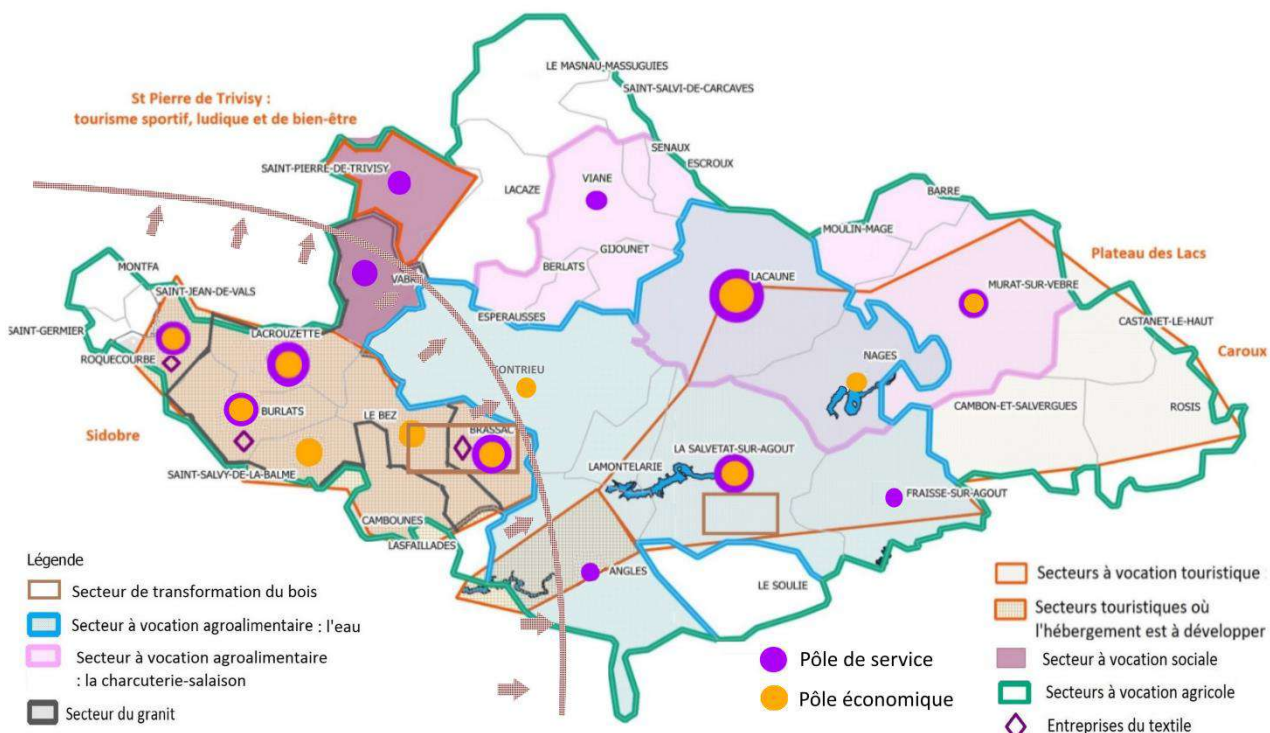 LE MASNAU-MASSUGUIES
SAINT-SALVI-DE-CARCAVES
St Pierre de Trivisy :
tourisme sportif, ludique et de bien-être
SENAUX
ESCROUX
SAINT-PIERRE-DE-TRIVISY
VIANE
LACAZE
BARRE
MOULIN-MAGE
GIJOUNET
BERLATS
Plateau des Lacs
MONTFA
VABR
LACAUNE
MURAT-SUR-VEBRE
SAINT-JEAN-DE-VALS
ESPERAUSSES
CASTANET-LE-HAUT
SAINT-GERMIER
LACROUZETTE
Caroux
ROQUECOURBE
NAGES
ONTRIEU
CAMBON-ET-SALVERGUES
ROSIS
BURLATS
LE BEZ
BRASSAC
Sidobre
LA SALVETAT-SUR-AGOUT
LAMONTELARIE
SAINT-SALVY-DE-LA-BALME
FRAISSE-SUR-AGOUT
CAMBOUNES
LASFAILLADES
ANGLES
LE SOULIE
Légende
Secteur de transformation du bois
Secteur à vocation agroalimentaire : l'eau
Secteur à vocation agroalimentaire
: la charcuterie-salaison
Secteur du granit
Pôle de service
Pôle économique
Secteurs à vocation touristique
Secteurs touristiques où
l'hébergement est à développer
Secteur à vocation sociale
Secteurs à vocation agricole
Entreprises du textile